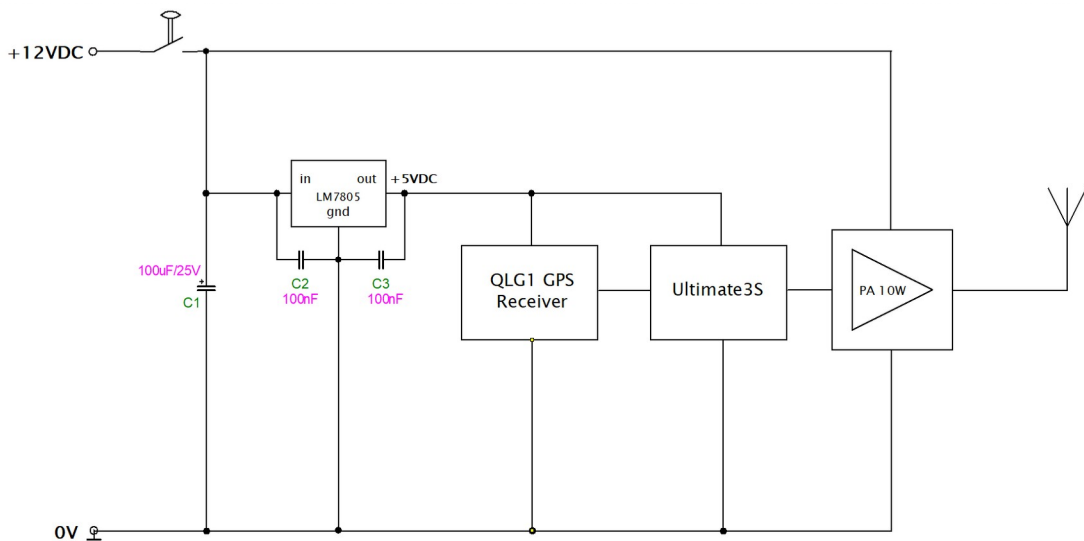 +12VDC
in out +5VDC
LM7805
gnd
100uF/25V
+
C1
C2
100nF
C3
100nF
QLG1 GPS
Receiver
Ultimate3S
PA 10W
0V